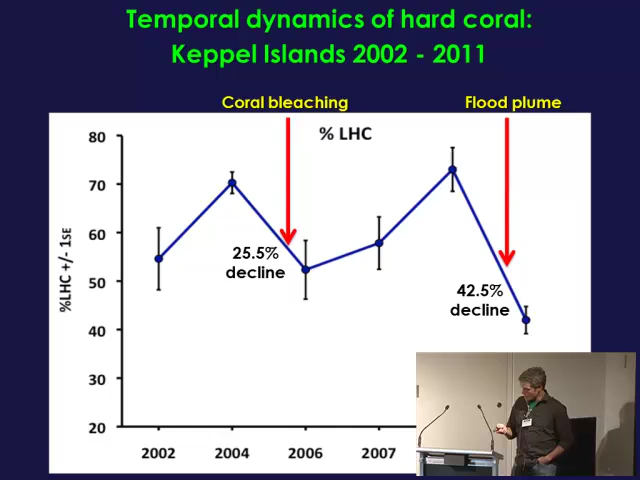 Temporal dynamics of hard coral:
Keppel Islands 2002 - 2011
Coral bleaching
Flood plume
% LHC
80
70
60
50
40
30
20
%LHC +/- 1SE
25.5%
decline
42.5%
decline
2002
2004
2006
2007